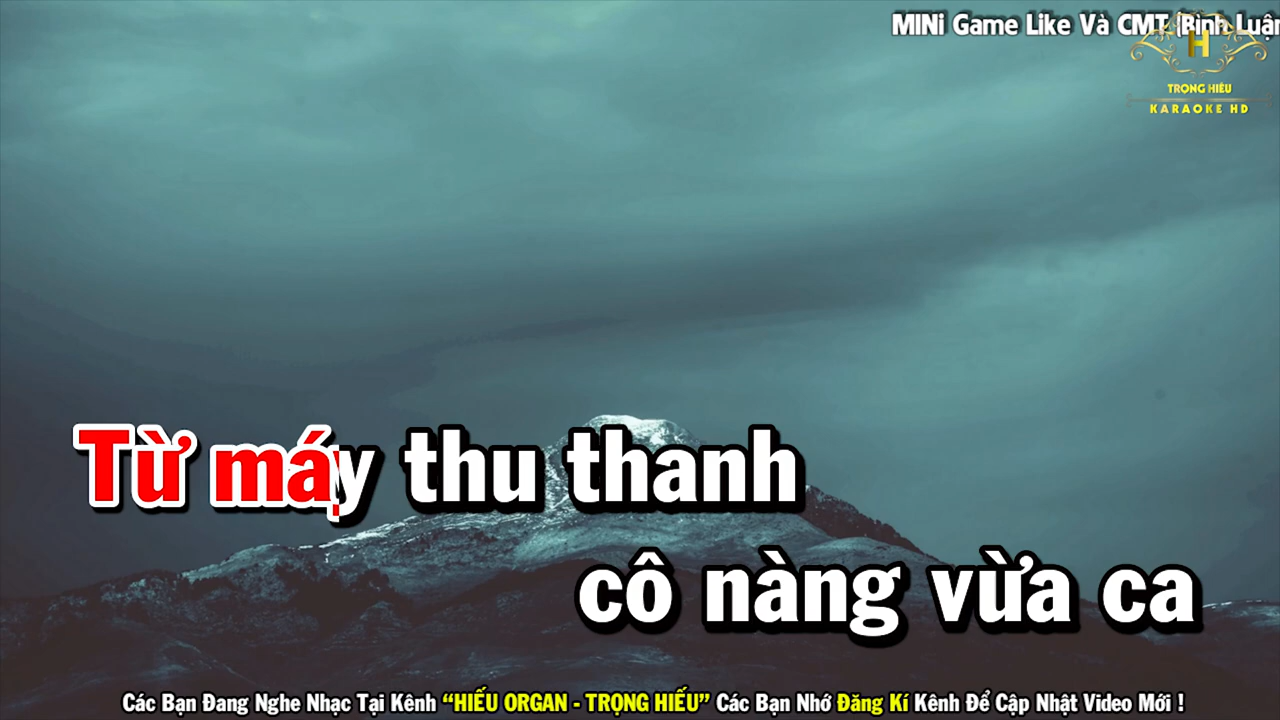 MINi Game Like Và CMT (Bình Luận
H
TRỌNG HIẾU
KARAOKE HD
Từ máy thu thanh
cô nàng vừa ca
Các Bạn Đang Nghe Nhạc Tại Kênh “HIẾU ORGAN - TRỌNG HIẾU” Các Bạn Nhớ Đăng Kí Kênh Để Cập Nhật Video Mới !